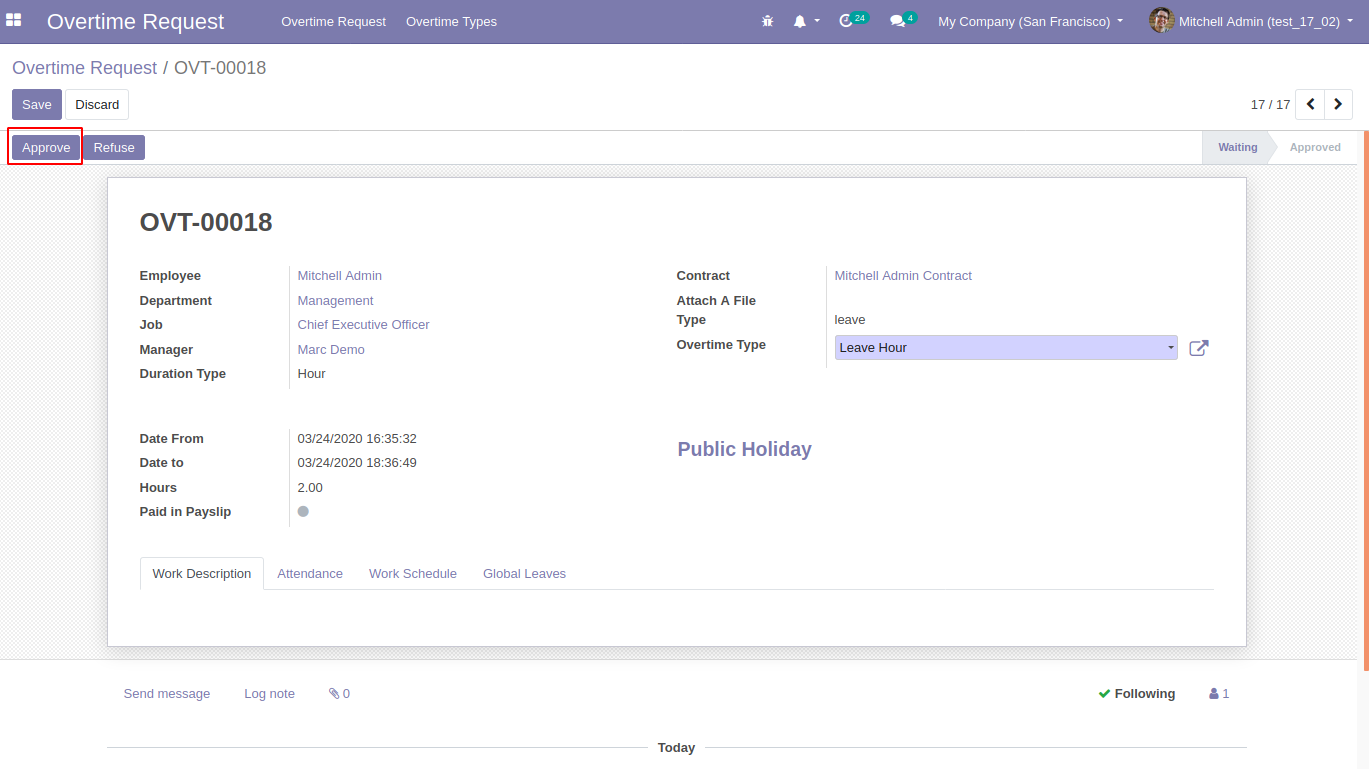 Overtime Request Overtime Request Overtime Types 24 4 My Company (San Francisco) Mitchell Admin (test_17_02)
Overtime Request / OVT-00018
Save Discard 17 / 17
Approve Refuse Waiting Approved
OVT-00018
Employee Mitchell Admin Contract Mitchell Admin Contract
Department Management Attach A File
Job Chief Executive Officer Type leave
Manager Marc Demo Overtime Type Leave Hour
Duration Type Hour
Date From 03/24/2020 16:35:32 Public Holiday
Date to 03/24/2020 18:36:49
Hours 2.00
Paid in Payslip
Work Description Attendance Work Schedule Global Leaves
Send message Log note 0 Following 1
Today